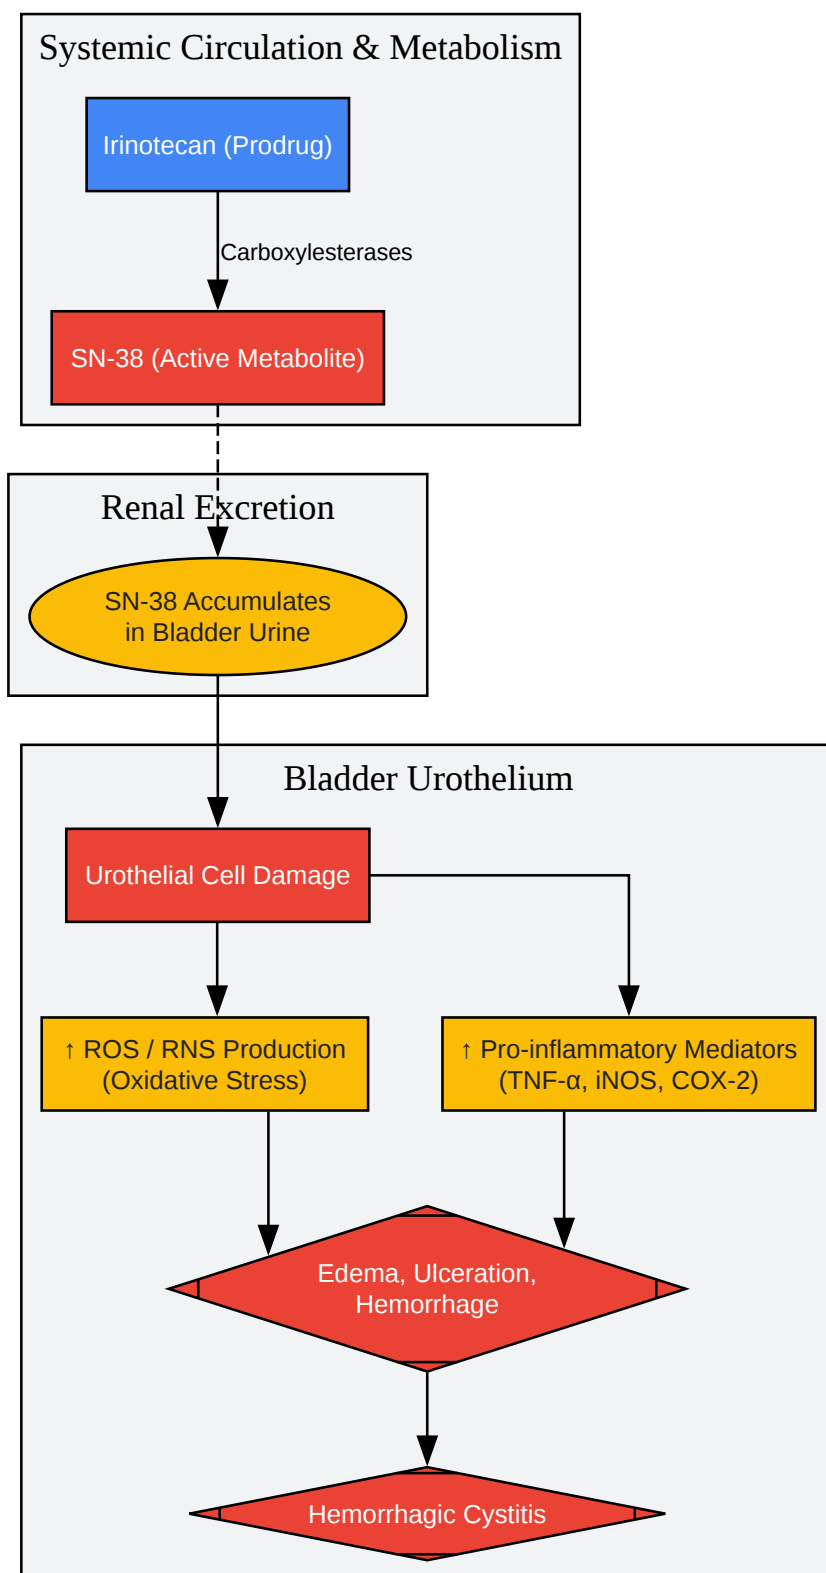 Systemic Circulation & Metabolism
Irinotecan (Prodrug)
Carboxylesterases
SN-38 (Active Metabolite)
Renal Excretion
SN-38 Accumulates
in Bladder Urine
Bladder Urothelium
Urothelial Cell Damage
↑ ROS / RNS Production
(Oxidative Stress)
↑ Pro-inflammatory Mediators
(TNF-α, iNOS, COX-2)
Edema, Ulceration,
Hemorrhage
Hemorrhagic Cystitis